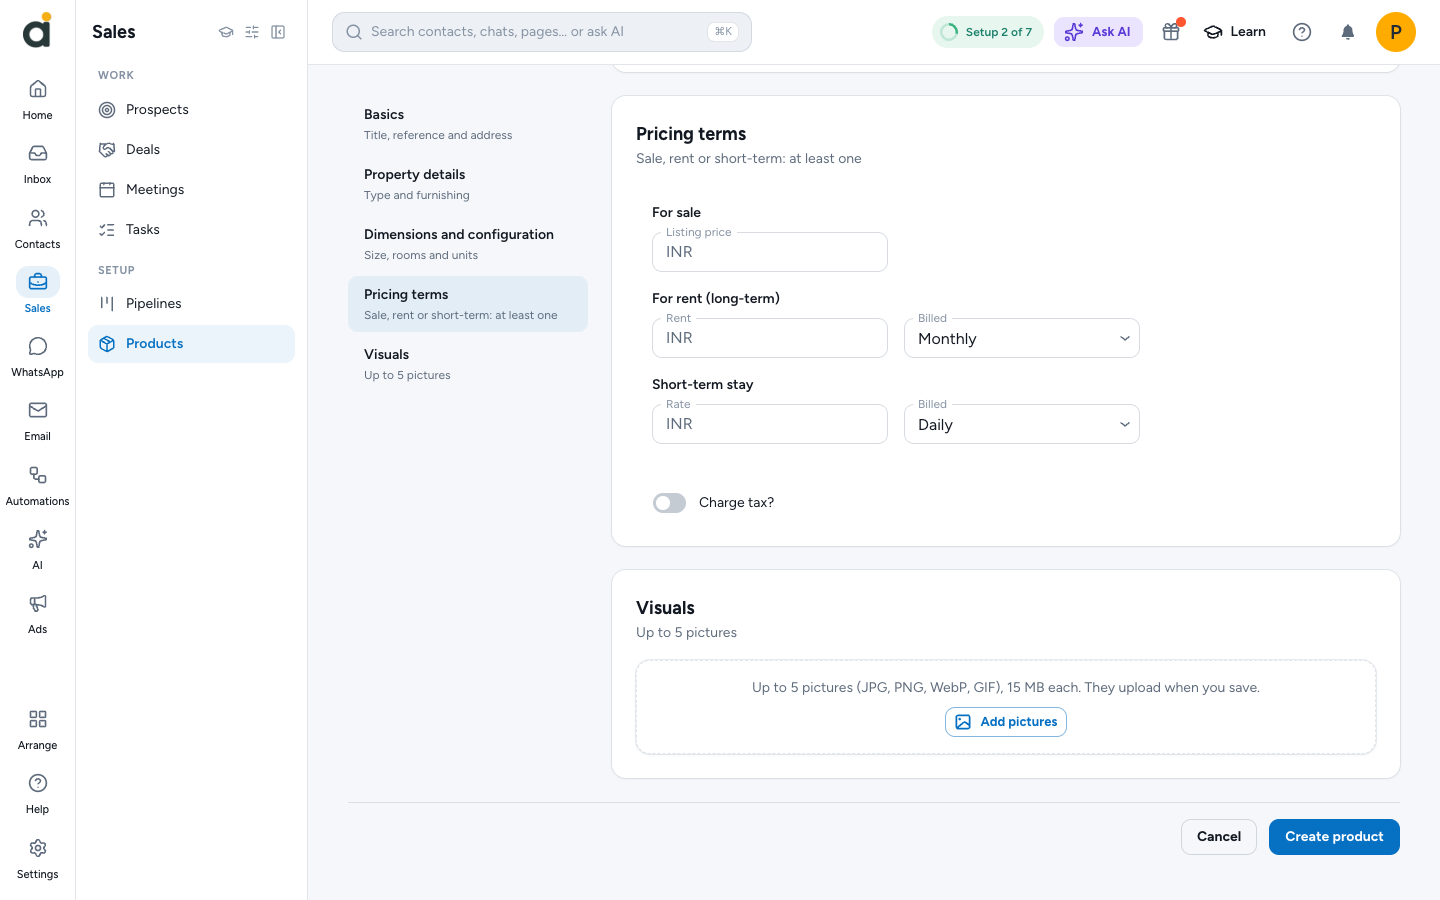 Sales
Search contacts, chats, pages... or ask AI
⌘K
Setup 2 of 7
Ask AI
Learn
P
Home
Inbox
Contacts
Sales
WhatsApp
Email
Automations
AI
Ads
Arrange
Help
Settings
WORK
Prospects
Deals
Meetings
Tasks
SETUP
Pipelines
Products
Basics
Title, reference and address
Property details
Type and furnishing
Dimensions and configuration
Size, rooms and units
Pricing terms
Sale, rent or short-term: at least one
Visuals
Up to 5 pictures
Pricing terms
Sale, rent or short-term: at least one
For sale
Listing price
INR
For rent (long-term)
Rent
INR
Billed
Monthly
Short-term stay
Rate
INR
Billed
Daily
Charge tax?
Visuals
Up to 5 pictures
Up to 5 pictures (JPG, PNG, WebP, GIF), 15 MB each. They upload when you save.
Add pictures
Cancel
Create product